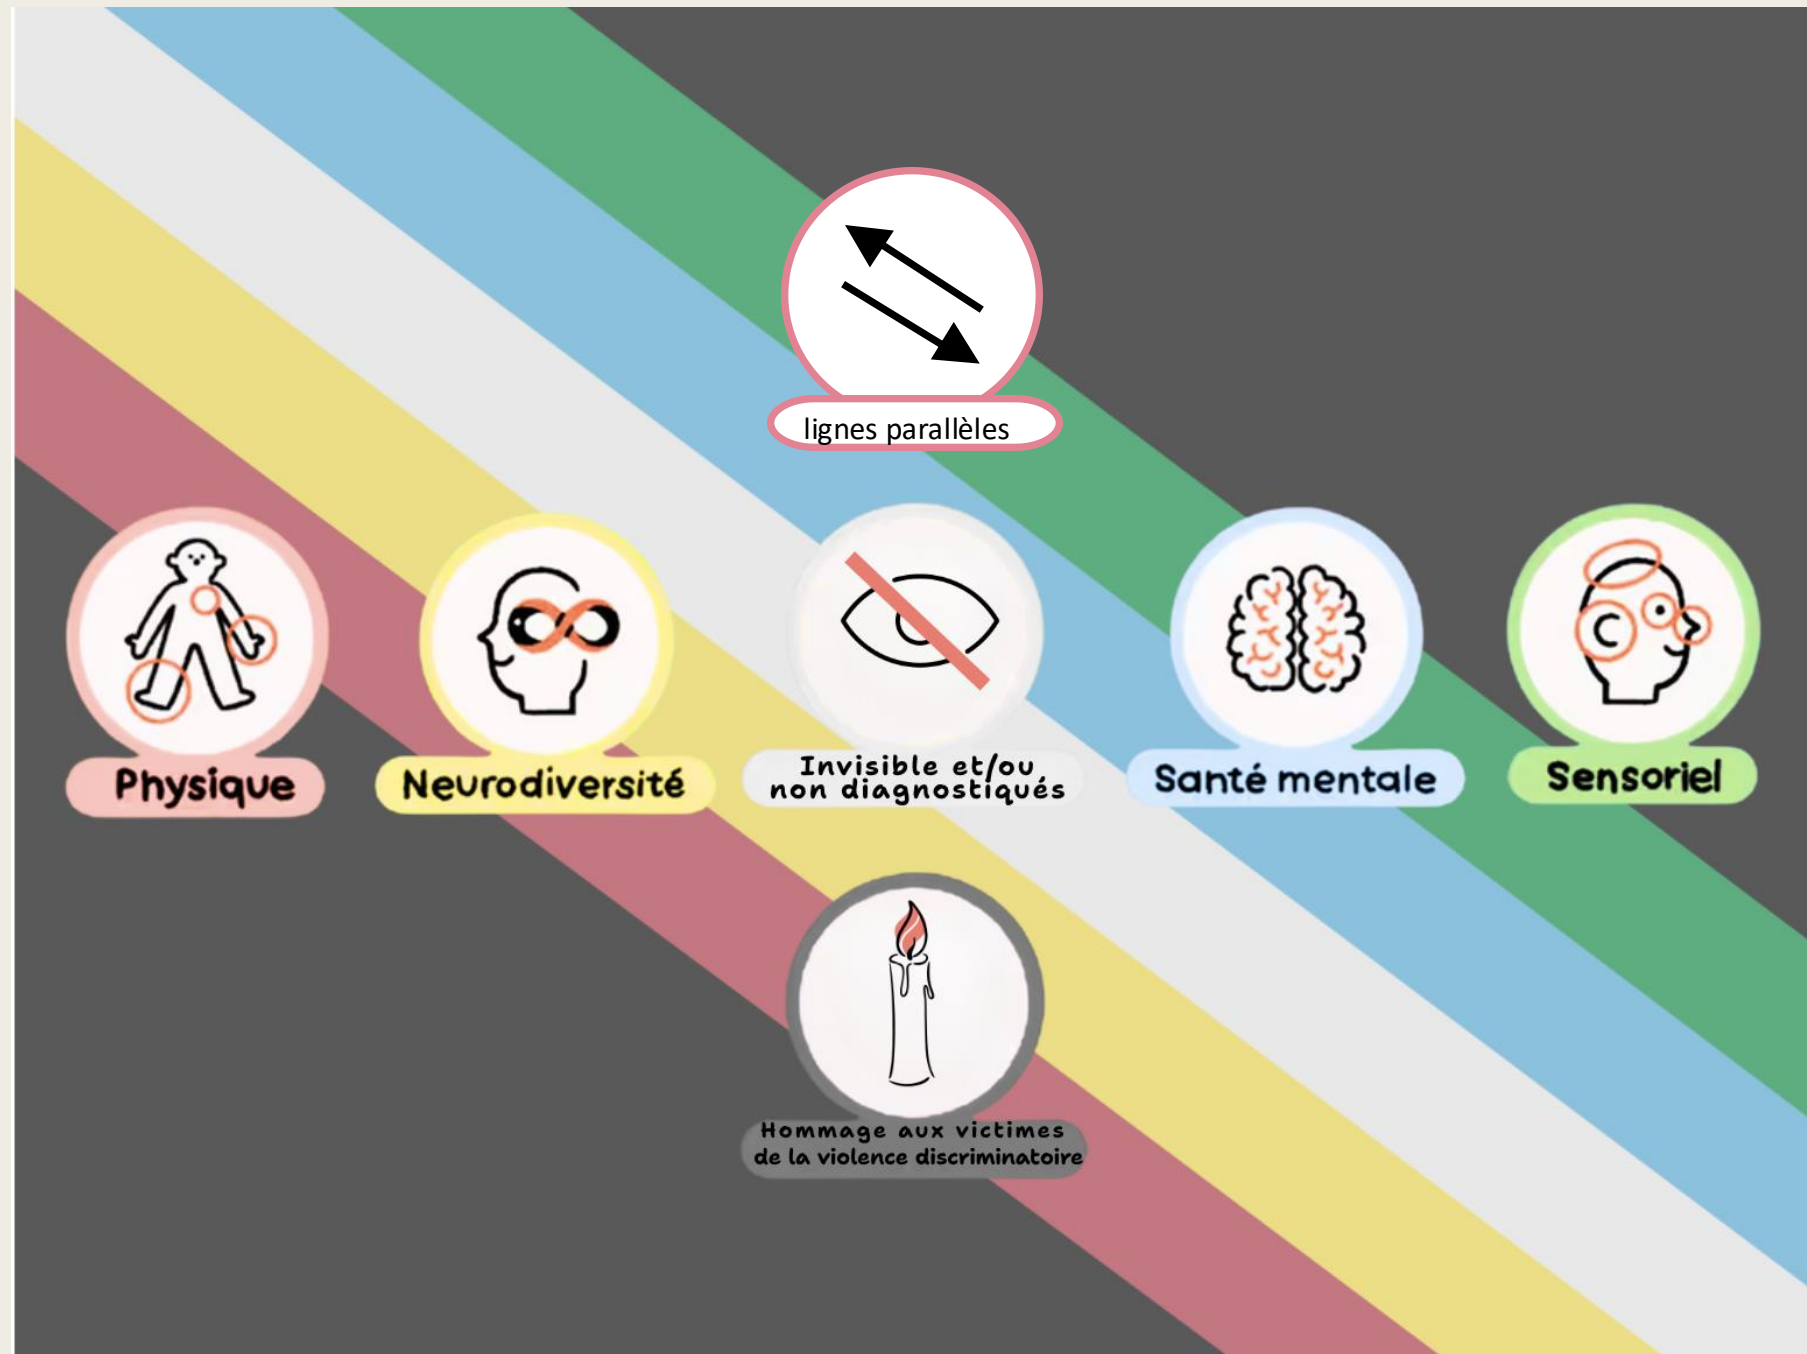 lignes parallèles
Physique
Neurodiversité
Invisible et/ou
non diagnostiqués
Santé mentale
Sensoriel
Hommage aux victimes
de la violence discriminatoire